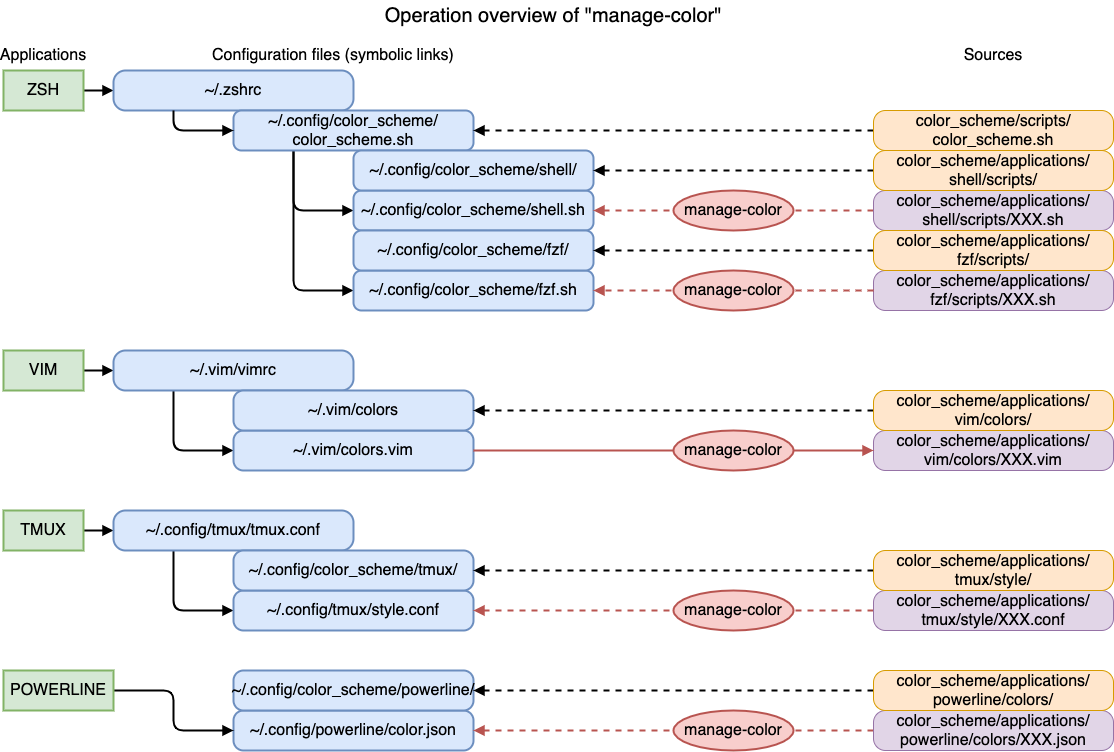 Operation overview of "manage-color"
Applications
Configuration files (symbolic links)
Sources
ZSH
~/.zshrc
~/.config/color_scheme/
color_scheme.sh
color_scheme/scripts/
color_scheme.sh
~/.config/color_scheme/shell/
color_scheme/applications/
shell/scripts/
~/.config/color_scheme/shell.sh
manage-color
color_scheme/applications/
shell/scripts/XXX.sh
~/.config/color_scheme/fzf/
color_scheme/applications/
fzf/scripts/
~/.config/color_scheme/fzf.sh
manage-color
color_scheme/applications/
fzf/scripts/XXX.sh
VIM
~/.vim/vimrc
~/.vim/colors
color_scheme/applications/
vim/colors/
~/.vim/colors.vim
manage-color
color_scheme/applications/
vim/colors/XXX.vim
TMUX
~/.config/tmux/tmux.conf
~/.config/color_scheme/tmux/
color_scheme/applications/
tmux/style/
~/.config/tmux/style.conf
manage-color
color_scheme/applications/
tmux/style/XXX.conf
POWERLINE
~/.config/color_scheme/powerline/
color_scheme/applications/
powerline/colors/
~/.config/powerline/color.json
manage-color
color_scheme/applications/
powerline/colors/XXX.json